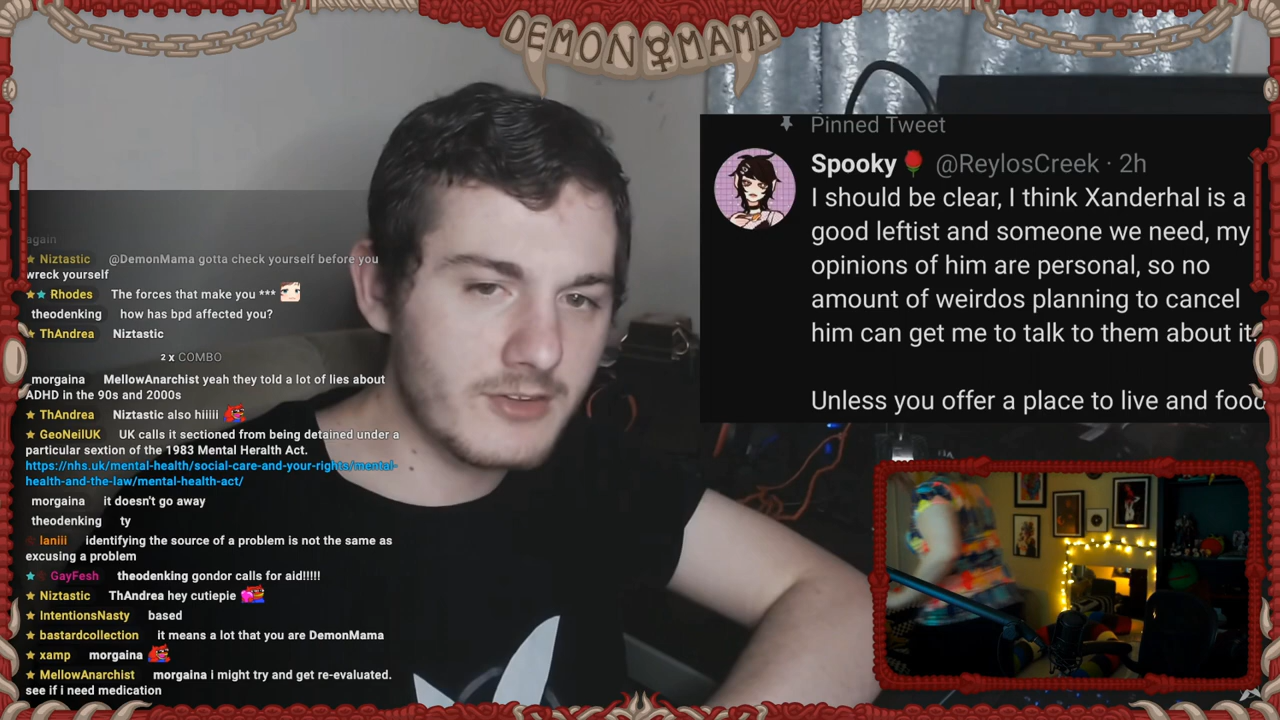 DEMON MAMA
Pinned Tweet
Spooky @ReylosCreek · 2h
I should be clear, I think Xanderhal is a
good leftist and someone we need, my
opinions of him are personal, so no
amount of weirdos planning to cancel
him can get me to talk to them about it.
Unless you offer a place to live and food
again
Niztastic @DemonMama gotta check yourself before you
wreck yourself
Rhodes The forces that make you ***
theodenking how has bpd affected you?
ThAndrea Niztastic
2 x COMBO
morgaina MellowAnarchist yeah they told a lot of lies about
ADHD in the 90s and 2000s
ThAndrea Niztastic also hiiiii
GeoNeilUK UK calls it sectioned from being detained under a
particular sextion of the 1983 Mental Heralth Act.
https://nhs.uk/mental-health/social-care-and-your-rights/mental-
health-and-the-law/mental-health-act/
morgaina it doesn't go away
theodenking ty
laniii identifying the source of a problem is not the same as
excusing a problem
GayFesh theodenking gondor calls for aid!!!!!
Niztastic ThAndrea hey cutiepie
IntentionsNasty based
bastardcollection it means a lot that you are DemonMama
xamp morgaina
MellowAnarchist morgaina i might try and get re-evaluated.
see if i need medication